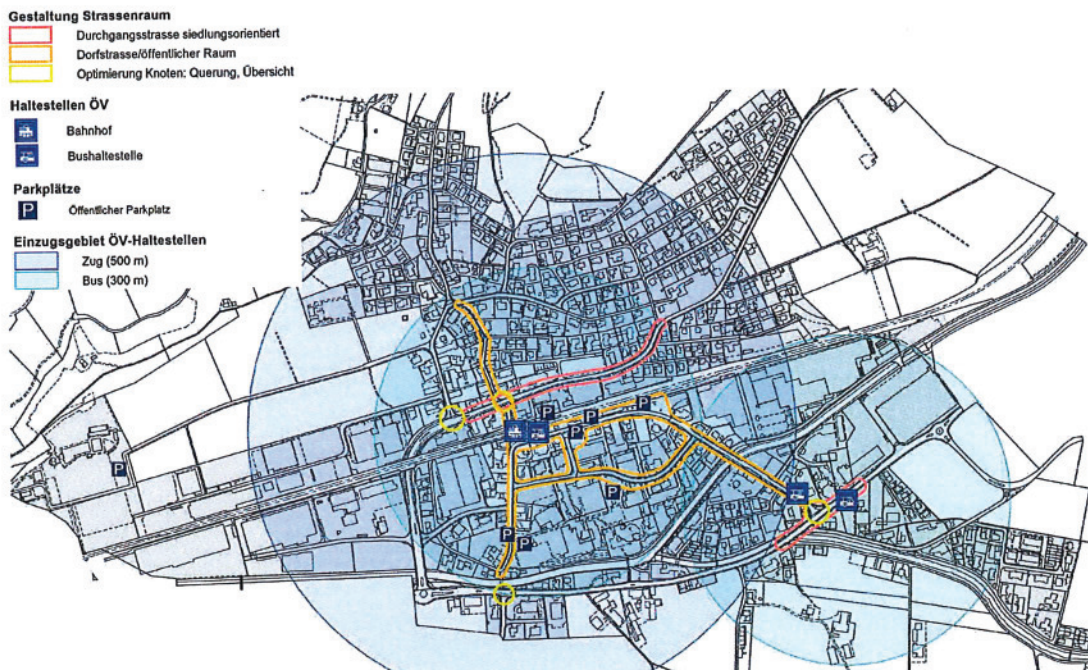 Gestaltung Strassenraum
Durchgangsstrasse siedlungsorientiert
Dorfstrasse/öffentlicher Raum
Optimierung Knoten: Querung, Übersicht
Haltestellen ÖV
Bahnhof
Bushaltestelle
Parkplätze
P Öffentlicher Parkplatz
Einzugsgebiet ÖV-Haltestellen
Zug (500 m)
Bus (300 m)
P
P
P
P
P
P
P
P